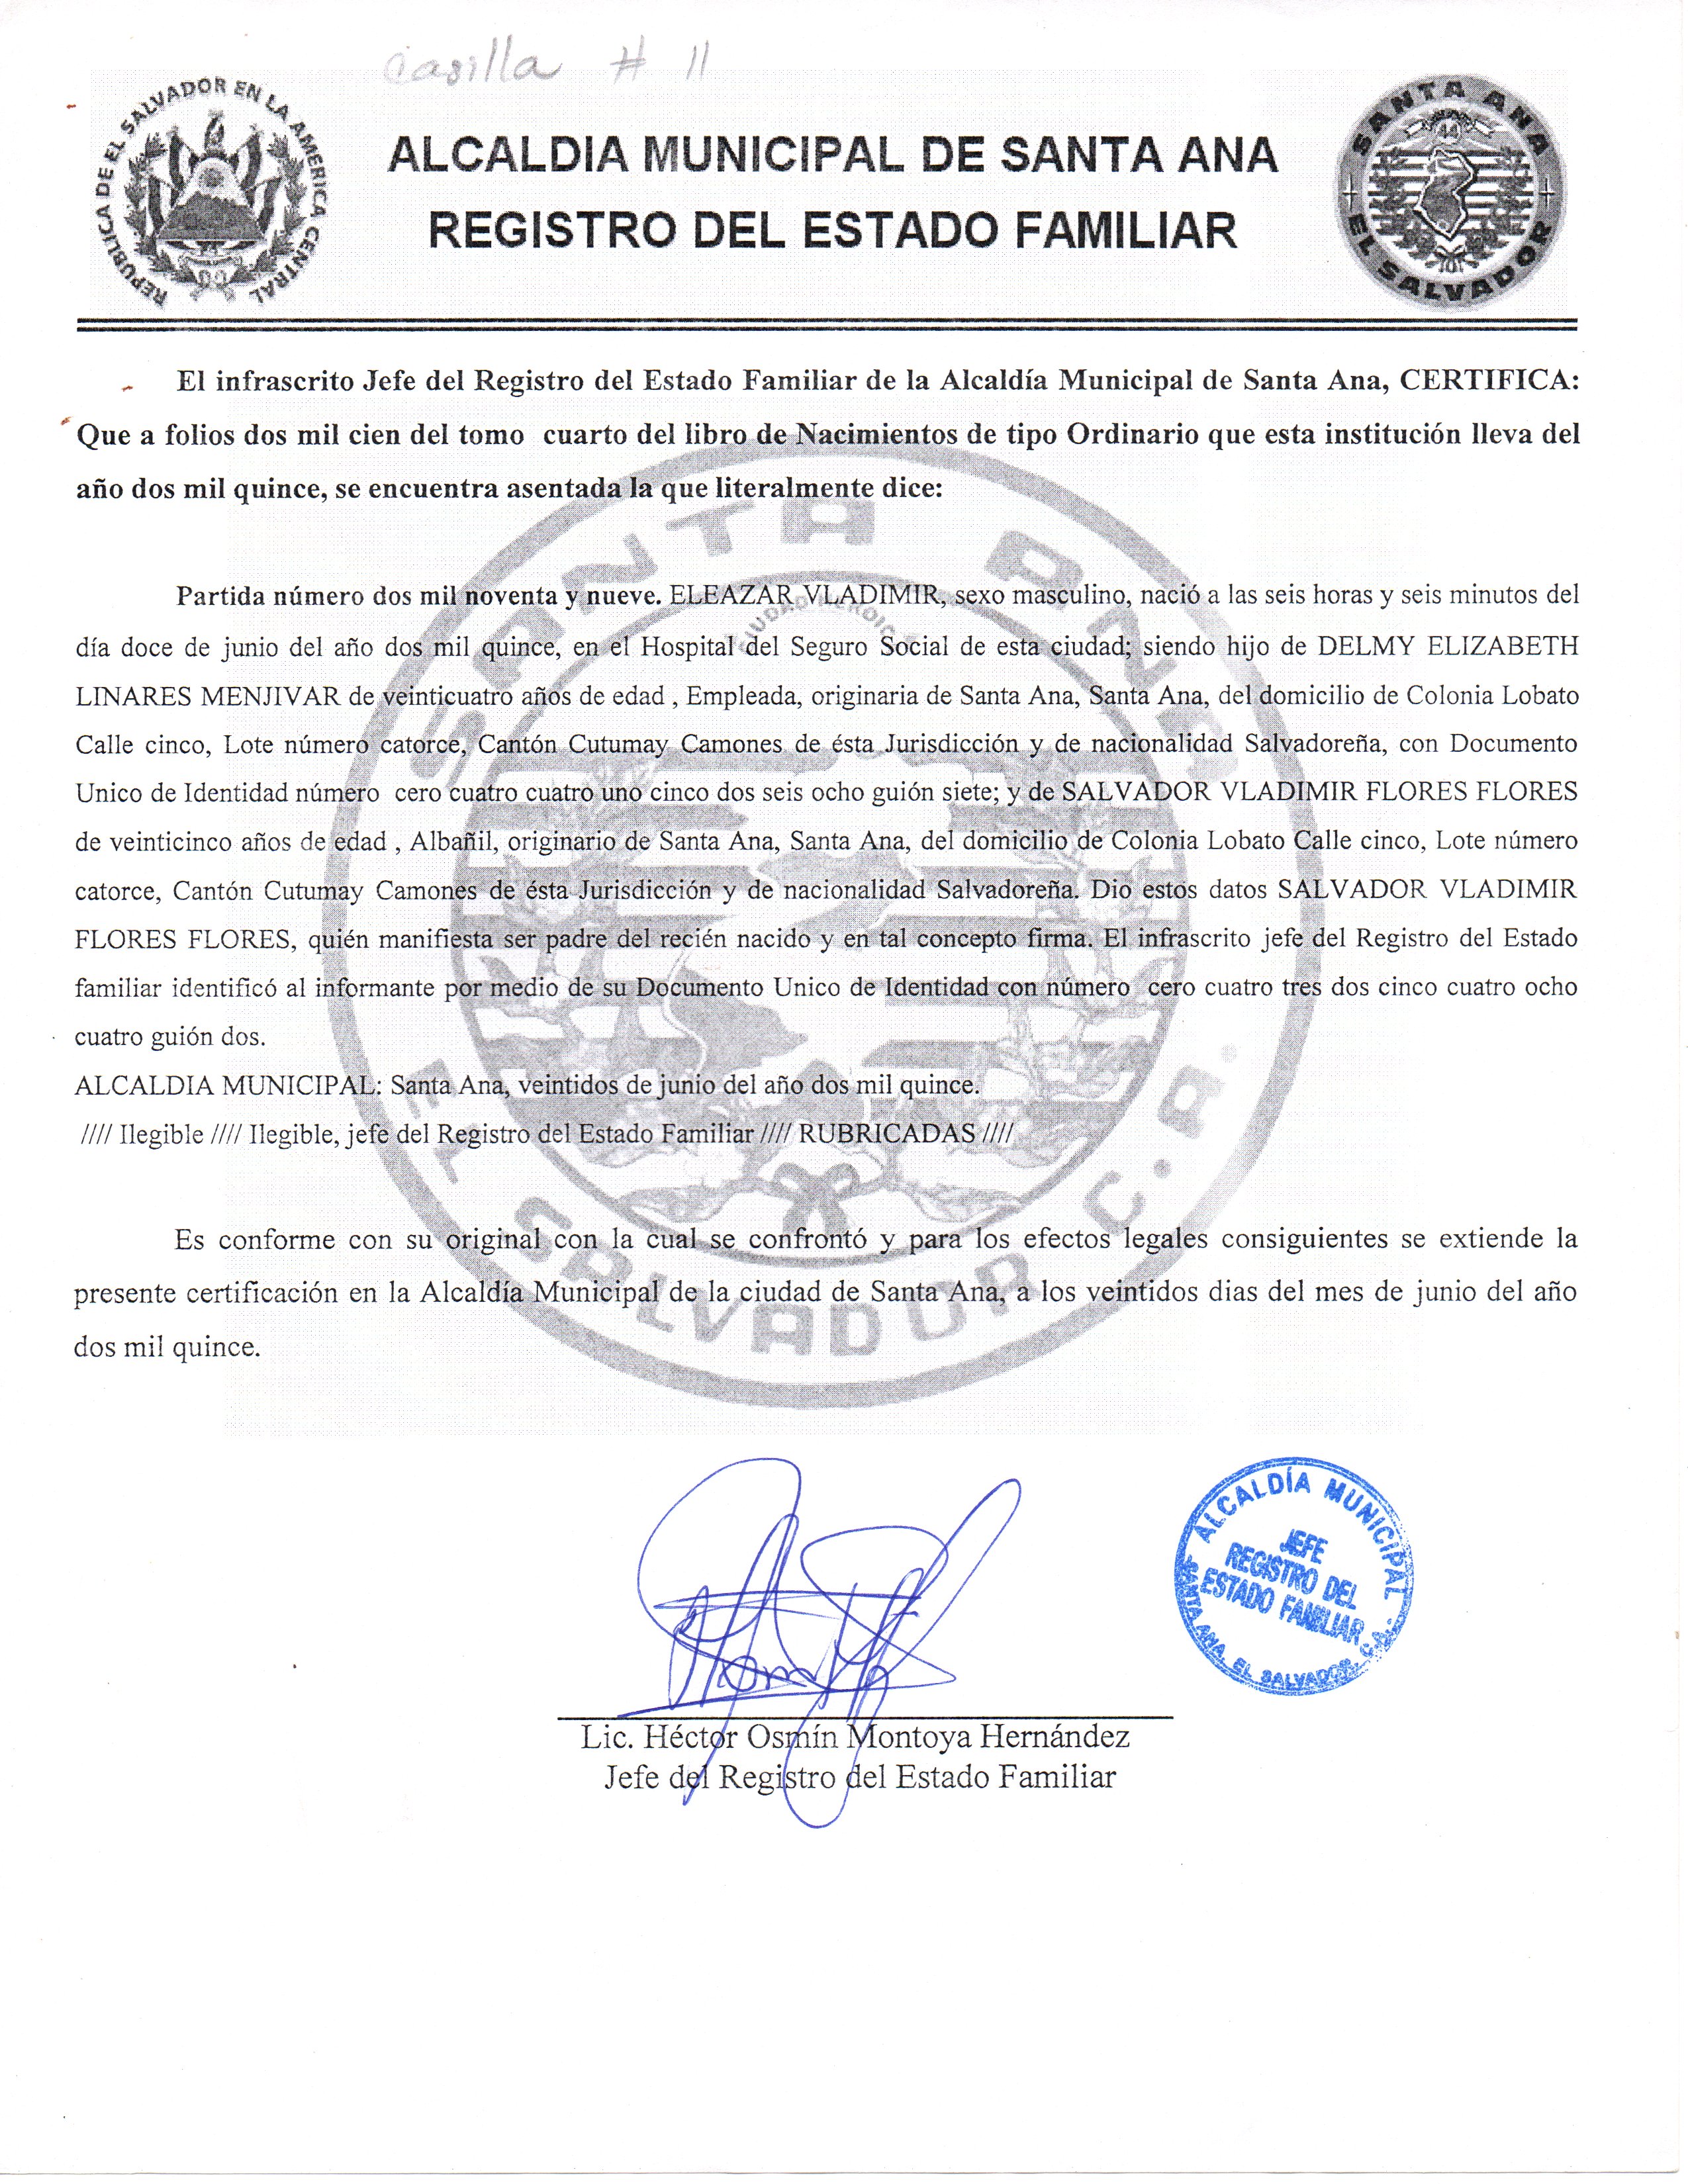 Casilla # 11
REPUBLICA DE EL SALVADOR EN LA AMERICA CENTRAL
ALCALDIA MUNICIPAL DE SANTA ANA
REGISTRO DEL ESTADO FAMILIAR
SANTA ANA
EL SALVADOR
El infrascrito Jefe del Registro del Estado Familiar de la Alcaldía Municipal de Santa Ana, CERTIFICA:
Que a folios dos mil cien del tomo cuarto del libro de Nacimientos de tipo Ordinario que esta institución lleva del
año dos mil quince, se encuentra asentada la que literalmente dice:
Partida número dos mil noventa y nueve. ELEAZAR VLADIMIR, sexo masculino, nació a las seis horas y seis minutos del
día doce de junio del año dos mil quince, en el Hospital del Seguro Social de esta ciudad; siendo hijo de DELMY ELIZABETH
LINARES MENJIVAR de veinticuatro años de edad , Empleada, originaria de Santa Ana, Santa Ana, del domicilio de Colonia Lobato
Calle cinco, Lote número catorce, Cantón Cutumay Camones de ésta Jurisdicción y de nacionalidad Salvadoreña, con Documento
Unico de Identidad número cero cuatro cuatro uno cinco dos seis ocho guión siete; y de SALVADOR VLADIMIR FLORES FLORES
de veinticinco años de edad , Albañil, originario de Santa Ana, Santa Ana, del domicilio de Colonia Lobato Calle cinco, Lote número
catorce, Cantón Cutumay Camones de ésta Jurisdicción y de nacionalidad Salvadoreña. Dio estos datos SALVADOR VLADIMIR
FLORES FLORES, quién manifiesta ser padre del recién nacido y en tal concepto firma. El infrascrito jefe del Registro del Estado
familiar identificó al informante por medio de su Documento Unico de Identidad con número cero cuatro tres dos cinco cuatro ocho
cuatro guión dos.
ALCALDIA MUNICIPAL: Santa Ana, veintidos de junio del año dos mil quince.
//// Ilegible //// Ilegible, jefe del Registro del Estado Familiar //// RUBRICADAS ////
Es conforme con su original con la cual se confrontó y para los efectos legales consiguientes se extiende la
presente certificación en la Alcaldía Municipal de la ciudad de Santa Ana, a los veintidos dias del mes de junio del año
dos mil quince.
SANTA ANA
CIUDAD HEROICA
EL SALVADOR C.A.
ALCALDÍA MUNICIPAL
JEFE
REGISTRO DEL
ESTADO FAMILIAR
SANTA ANA, EL SALVADOR, C.A.
Lic. Héctor Osmín Montoya Hernández
Jefe del Registro del Estado Familiar